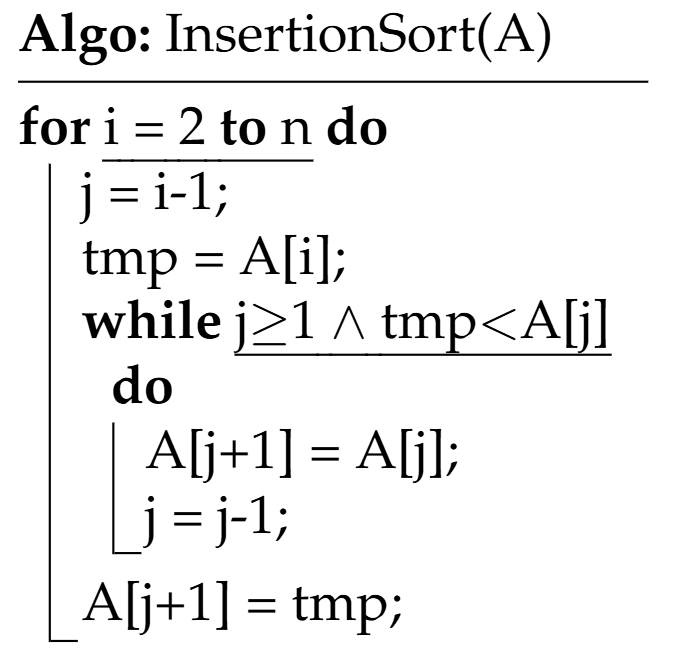 Algo: InsertionSort(A)
for i = 2 to n do
j = i-1;
tmp = A[i];
while j≥1 ∧ tmp<A[j]
do
A[j+1] = A[j];
j = j-1;
A[j+1] = tmp;